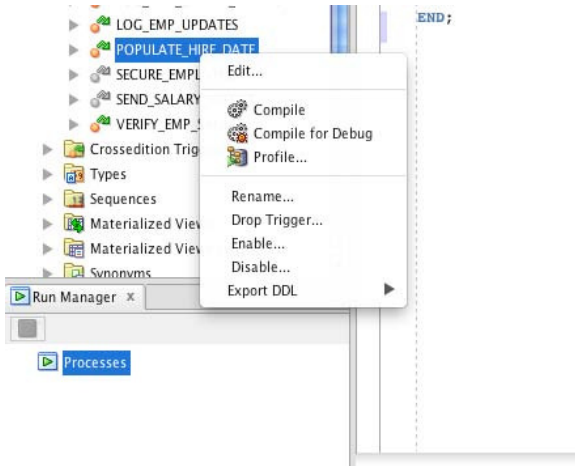 LOG_EMP_UPDATES
POPULATE_HIRE_DATE
SECURE_EMPL
SEND_SALARY
VERIFY_EMP_
Crossedition Trig
Types
Sequences
Materialized View
Materialized View
Synonyms
Edit...
Compile
Compile for Debug
Profile...
Rename...
Drop Trigger...
Enable...
Disable...
Export DDL
Run Manager x
Processes
END;